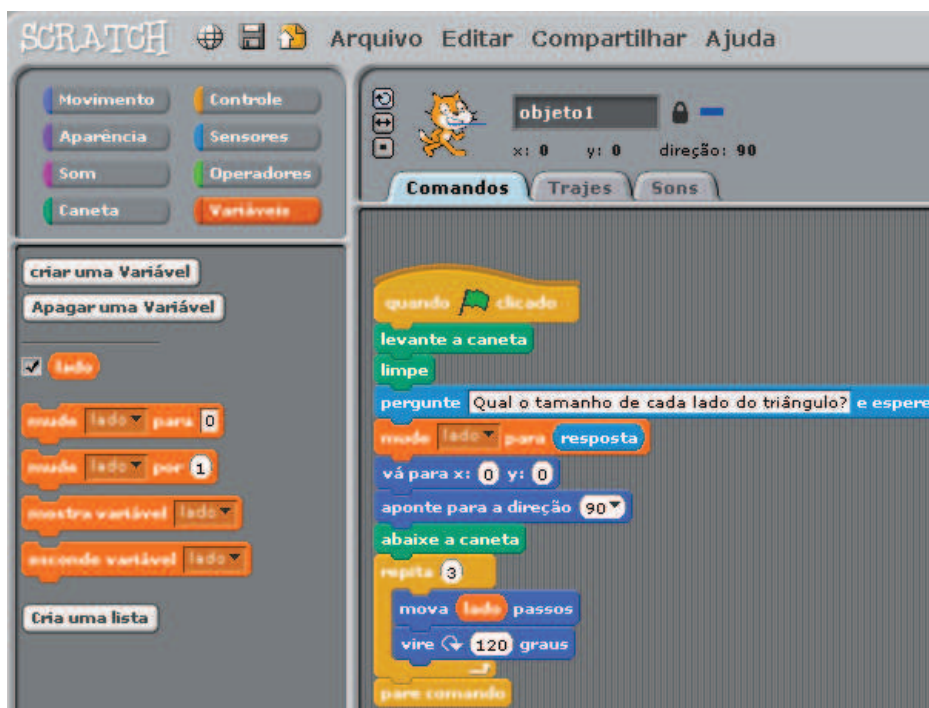 SCRATCH Arquivo Editar Compartilhar Ajuda
Movimento Controle
Aparência Sensores
Som Operadores
Caneta Variáveis
objeto1
x: 0 y: 0 direção: 90
Comandos Trajes Sons
criar uma Variável
Apagar uma Variável
lado
mude lado para 0
mude lado por 1
mostra variável lado
esconde variável lado
Cria uma lista
quando clicado
levante a caneta
limpe
pergunte Qual o tamanho de cada lado do triângulo? e espere
mude lado para resposta
vá para x: 0 y: 0
aponte para a direção 90
abaixe a caneta
repita 3
mova lado passos
vire 120 graus
pare comando